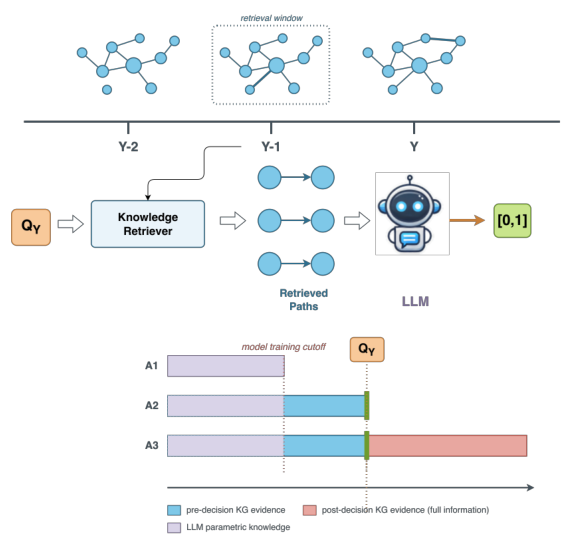 retrieval window
Y-2
Y-1
Y
QY
Knowledge
Retriever
[0,1]
Retrieved
Paths
LLM
model training cutoff
QY
A1
A2
A3
pre-decision KG evidence
post-decision KG evidence (full information)
LLM parametric knowledge